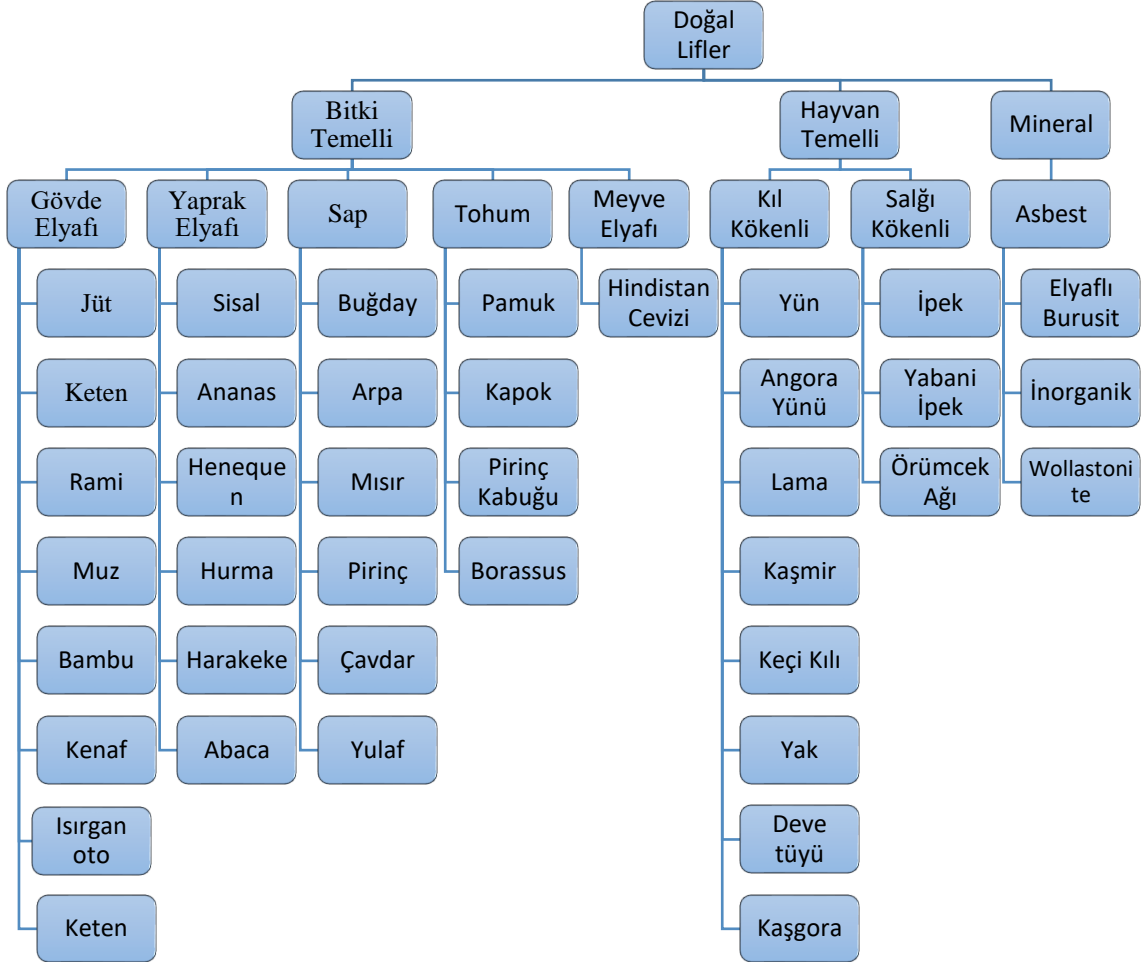 Doğal
Lifler
Bitki
Temelli
Hayvan
Temelli
Mineral
Gövde
Elyafı
Yaprak
Elyafı
Sap
Tohum
Meyve
Elyafı
Kıl
Kökenli
Salğı
Kökenli
Asbest
Jüt
Sisal
Buğday
Pamuk
Hindistan
Cevizi
Yün
İpek
Elyaflı
Burusit
Keten
Ananas
Arpa
Kapok
Angora
Yünü
Yabani
İpek
İnorganik
Rami
Heneque
n
Mısır
Pirinç
Kabuğu
Lama
Örümcek
Ağı
Wollastoni
te
Muz
Hurma
Pirinç
Borassus
Kaşmir
Bambu
Harakeke
Çavdar
Keçi Kılı
Kenaf
Abaca
Yulaf
Yak
Isırgan
oto
Deve
tüyü
Keten
Kaşgora